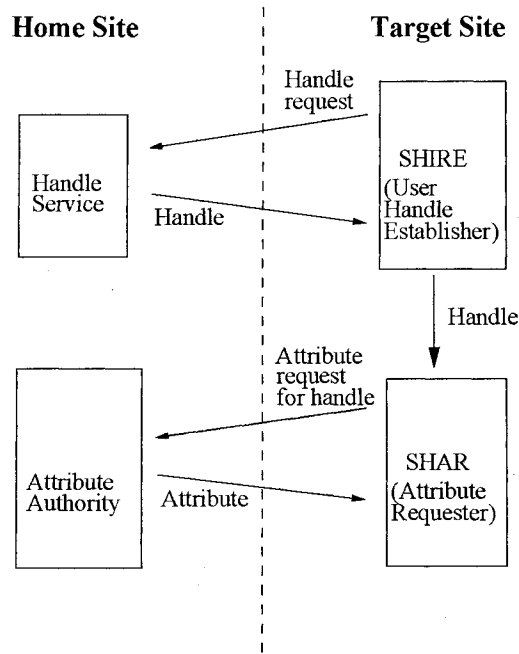 Home Site
Target Site
Handle
request
Handle
Service
SHIRE
(User
Handle
Establisher)
Handle
Handle
Attribute
request
for handle
Attribute
Authority
SHAR
(Attribute
Requester)
Attribute